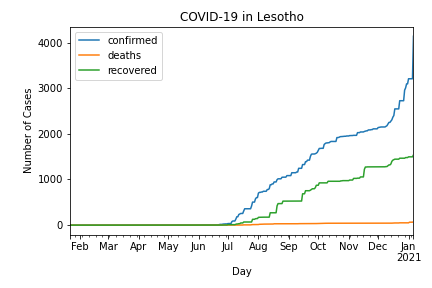 COVID-19 in Lesotho
confirmed
deaths
recovered
Number of Cases
4000
3000
2000
1000
0
Feb Mar Apr May Jun Jul Aug Sep Oct Nov Dec Jan
2021
Day